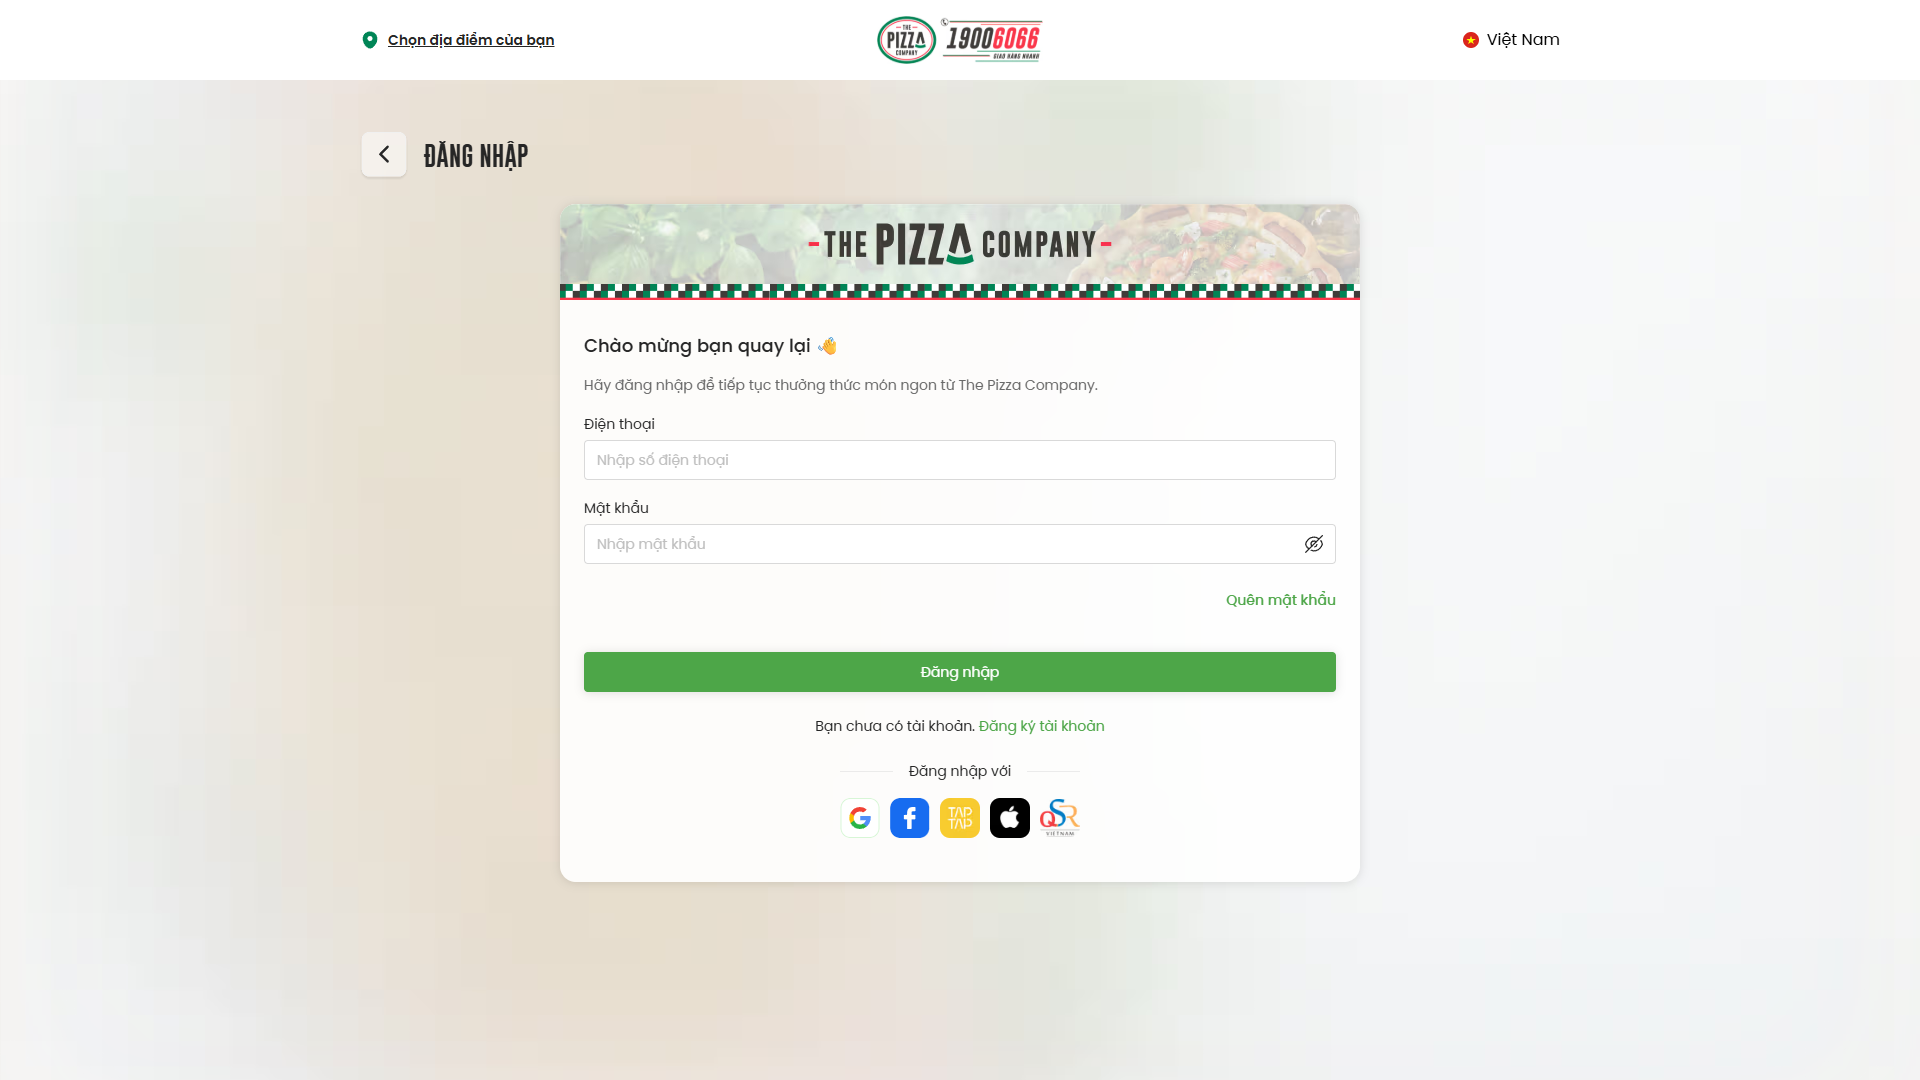 Chọn địa điểm của bạn
THE
PIZZA
COMPANY
19006066
GIAO HÀNG NHANH
Việt Nam
ĐĂNG NHẬP
-THE PIZZA COMPANY-
Chào mừng bạn quay lại 👋
Hãy đăng nhập để tiếp tục thưởng thức món ngon từ The Pizza Company.
Điện thoại
Nhập số điện thoại
Mật khẩu
Nhập mật khẩu
Quên mật khẩu
Đăng nhập
Bạn chưa có tài khoản. Đăng ký tài khoản
Đăng nhập với
TAP
TAP
QSR
VIETNAM